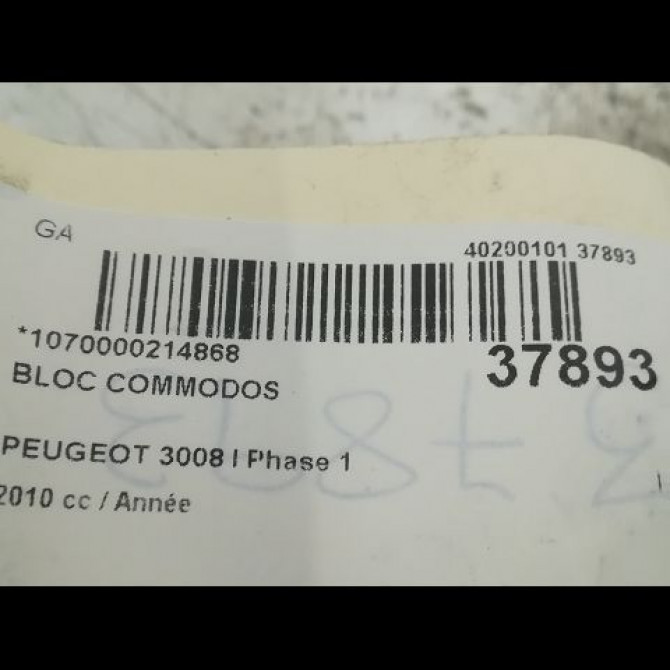 GA
40200101 37893
*1070000214868
37893
BLOC COMMODOS
PEUGEOT 3008 I Phase 1
2010 cc / Année